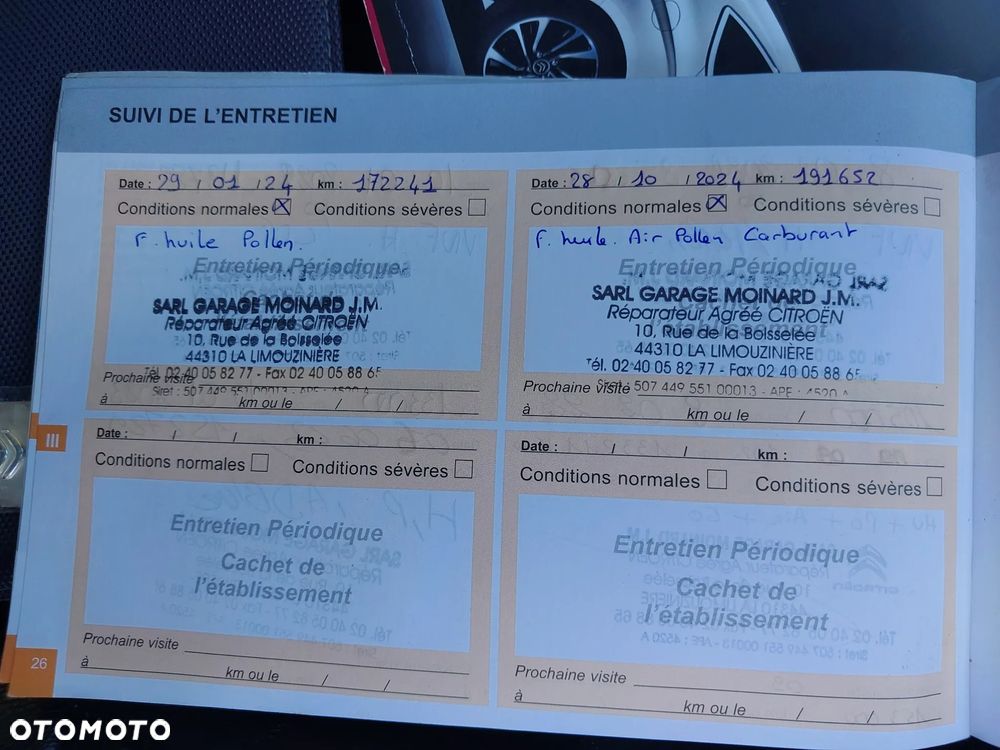 SUIVI DE L'ENTRETIEN
Date : 29 / 01 / 24 km : 172241
Conditions normales Conditions sévères
F. huile Pollen.
Entretien Périodique
SARL GARAGE MOINARD J.M.
Réparateur Agréé CITROËN
10, Rue de la Boisselée
44310 LA LIMOUZINIÈRE
Tél. 02 40 05 82 77 - Fax 02 40 05 88 65
Prochaine visite
Siret : 507 449 551 00013 - APE : 4520 A
à km ou le / /
Date : 28 / 10 / 2024 km : 191652
Conditions normales Conditions sévères
F. huile. Air Pollen Carburant
Entretien Périodique
SARL GARAGE MOINARD J.M.
Réparateur Agréé CITROËN
10, Rue de la Boisselée
44310 LA LIMOUZINIÈRE
Tél. 02 40 05 82 77 - Fax 02 40 05 88 65
Prochaine visite
Siret : 507 449 551 00013 - APE : 4520 A
à km ou le / /
III
Date : / / km :
Conditions normales Conditions sévères
Entretien Périodique
Cachet de
l'établissement
Prochaine visite
à km ou le / /
Date : / / km :
Conditions normales Conditions sévères
Entretien Périodique
Cachet de
l'établissement
Prochaine visite
à km ou le / /
26
OTOMOTO